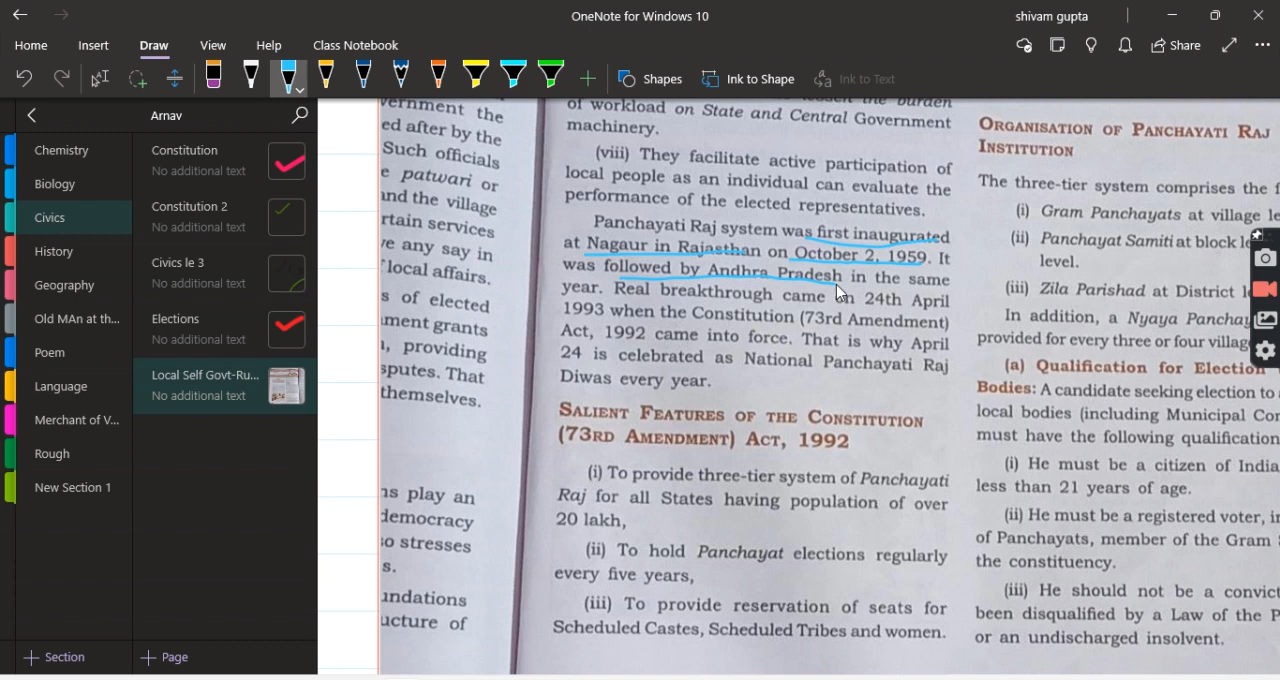 OneNote for Windows 10
shivam gupta
Home Insert Draw View Help Class Notebook
Share
Shapes
Ink to Shape
Ink to Text
Arnav
Chemistry
Biology
Civics
History
Geography
Old MAn at th...
Poem
Language
Merchant of V...
Rough
New Section 1
Section
Constitution
No additional text
Constitution 2
No additional text
Civics le 3
No additional text
Elections
No additional text
Local Self Govt-Ru...
No additional text
Page
vernment the
ed after by the
Such officials
e patwari or
and the village
rtain services
ve any say in
local affairs.
s of elected
ment grants
, providing
sputes. That
themselves.
ns play an
democracy
so stresses
s.
undations
ucture of
of workload on State and Central Government
machinery.
(viii) They facilitate active participation of
local people as an individual can evaluate the
performance of the elected representatives.
Panchayati Raj system was first inaugurated
at Nagaur in Rajasthan on October 2, 1959. It
was followed by Andhra Pradesh in the same
year. Real breakthrough came on 24th April
1993 when the Constitution (73rd Amendment)
Act, 1992 came into force. That is why April
24 is celebrated as National Panchayati Raj
Diwas every year.
SALIENT FEATURES OF THE CONSTITUTION
(73RD AMENDMENT) ACT, 1992
(i) To provide three-tier system of Panchayati
Raj for all States having population of over
20 lakh,
(ii) To hold Panchayat elections regularly
every five years,
(iii) To provide reservation of seats for
Scheduled Castes, Scheduled Tribes and women.
ORGANISATION OF PANCHAYATI RAJ
INSTITUTION
The three-tier system comprises the f
(i) Gram Panchayats at village le
(ii) Panchayat Samiti at block le
level.
(iii) Zila Parishad at District l
In addition, a Nyaya Panchay
provided for every three or four villag
(a) Qualification for Election
Bodies: A candidate seeking election to
local bodies (including Municipal Co
must have the following qualification
(i) He must be a citizen of India
less than 21 years of age.
(ii) He must be a registered voter, i
of Panchayats, member of the Gram
the constituency.
(iii) He should not be a convict
been disqualified by a Law of the P
or an undischarged insolvent.